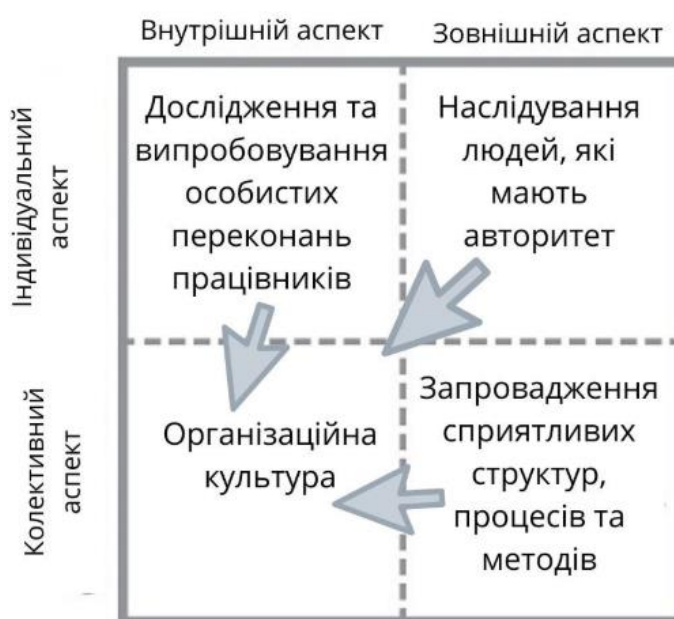 Внутрішній аспект
Зовнішній аспект
Індивідуальний
аспект
Дослідження та
випробовування
особистих
переконань
працівників
Наслідування
людей, які
мають
авторитет
Колективний
аспект
Організаційна
культура
Запровадження
сприятливих
структур,
процесів та
методів